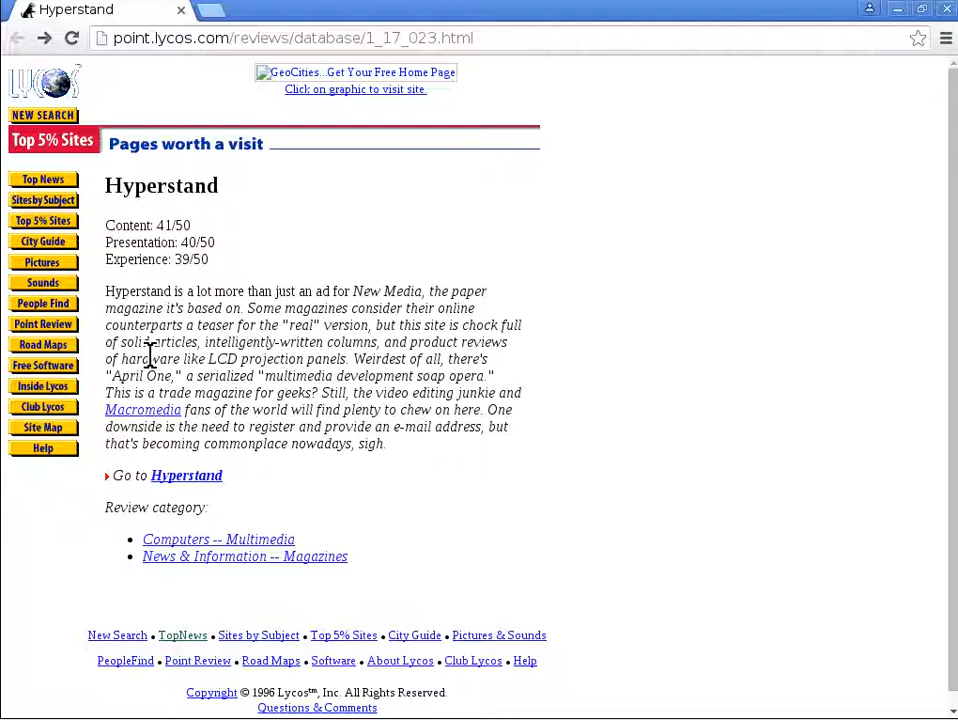 Hyperstand
point.lycos.com/reviews/database/1_17_023.html
LYCOS
GeoCities...Get Your Free Home Page
Click on graphic to visit site.
NEW SEARCH
Top 5% Sites
Pages worth a visit
Top News
Sites by Subject
Top 5% Sites
City Guide
Pictures
Sounds
People Find
Point Review
Road Maps
Free Software
Inside Lycos
Club Lycos
Site Map
Help
Hyperstand
Content: 41/50
Presentation: 40/50
Experience: 39/50
Hyperstand is a lot more than just an ad for New Media, the paper
magazine it's based on. Some magazines consider their online
counterparts a teaser for the "real" version, but this site is chock full
of solid articles, intelligently-written columns, and product reviews
of hardware like LCD projection panels. Weirdest of all, there's
"April One," a serialized "multimedia development soap opera."
This is a trade magazine for geeks? Still, the video editing junkie and
Macromedia fans of the world will find plenty to chew on here. One
downside is the need to register and provide an e-mail address, but
that's becoming commonplace nowadays, sigh.
Go to Hyperstand
Review category:
• Computers -- Multimedia
• News & Information -- Magazines
New Search • TopNews • Sites by Subject • Top 5% Sites • City Guide • Pictures & Sounds
PeopleFind • Point Review • Road Maps • Software • About Lycos • Club Lycos • Help
Copyright © 1996 Lycos™, Inc. All Rights Reserved.
Questions & Comments